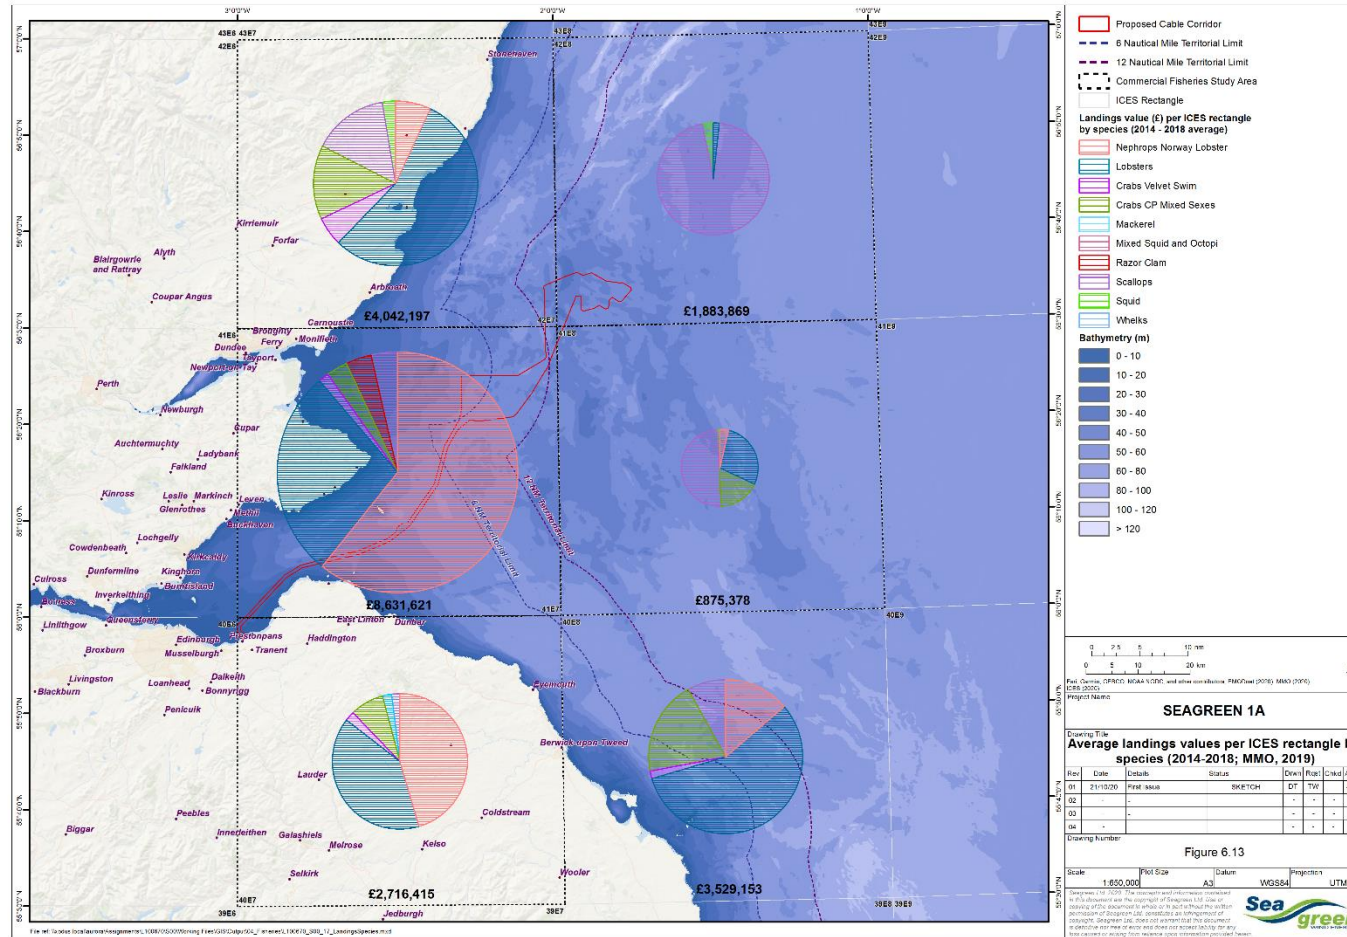 3°0'0"W
2°0'0"W
1°0'0"W
43E6
43E7
42E6
43E8
42E8
43E9
42E9
Stonehaven
Kirriemuir
Forfar
Alyth
Blairgowrie
and Rattray
Coupar Angus
Arbroath
£4,042,197
£1,883,869
Carnoustie
41E6
42E7
41E8
41E9
Broughty
Ferry
Monifieth
Dundee
Tayport
Newport-on-Tay
Perth
Newburgh
Cupar
Auchtermuchty
Ladybank
Falkland
Kinross
Leslie
Markinch
Leven
Glenrothes
Methil
Buckhaven
Lochgelly
Cowdenbeath
Kirkcaldy
Dunfermline
Kinghorn
Culross
Burntisland
Inverkeithing
12 NM Territorial Limit
6 NM Territorial Limit
£8,631,621
£875,378
41E7
40E8
40E9
Linlithgow
Queensferry
Edinburgh
Prestonpans
East Linton
Dunbar
Haddington
Musselburgh
Tranent
Broxburn
Livingston
Blackburn
Loanhead
Dalkeith
Bonnyrigg
Penicuik
Eyemouth
Berwick-upon-Tweed
Lauder
Coldstream
Peebles
Biggar
Innerleithen
Galashiels
Melrose
Kelso
Selkirk
Wooler
£2,716,415
£3,529,153
40E7
39E6
39E7
39E8
39E9
Jedburgh
Proposed Cable Corridor
6 Nautical Mile Territorial Limit
12 Nautical Mile Territorial Limit
Commercial Fisheries Study Area
ICES Rectangle
Landings value (£) per ICES rectangle
by species (2014 - 2018 average)
Nephrops Norway Lobster
Lobsters
Crabs Velvet Swim
Crabs CP Mixed Sexes
Mackerel
Mixed Squid and Octopi
Razor Clam
Scallops
Squid
Whelks
Bathymetry (m)
0 - 10
10 - 20
20 - 30
30 - 40
40 - 50
50 - 60
60 - 80
80 - 100
100 - 120
> 120
0 2.5 5 10 nm
0 5 10 20 km
Project Name
SEAGREEN 1A
Drawing Title
Average landings values per ICES rectangle
species (2014-2018; MMO, 2019)
Rev Date Details Status Drwn Rqst Chkd
01 21/10/20 First Issue SKETCH DT TW
02 - -
03 - -
04 - -
Drawing Number
Figure 6.13
Scale Plot Size Datum Projection
1:650,000 A3 WGS84 UTM
Sea
green